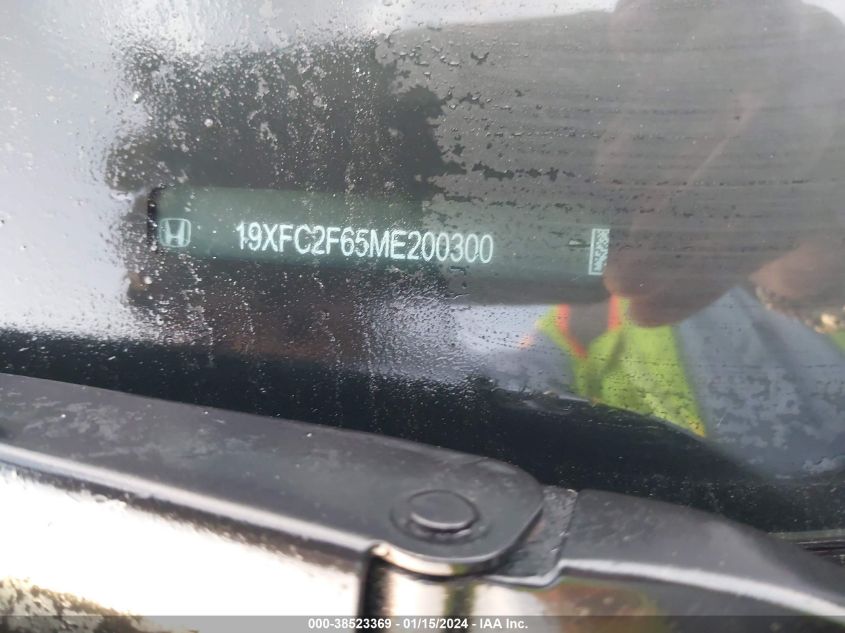 19XFC2F65ME200300
000-38523369 - 01/15/2024 - IAA Inc.